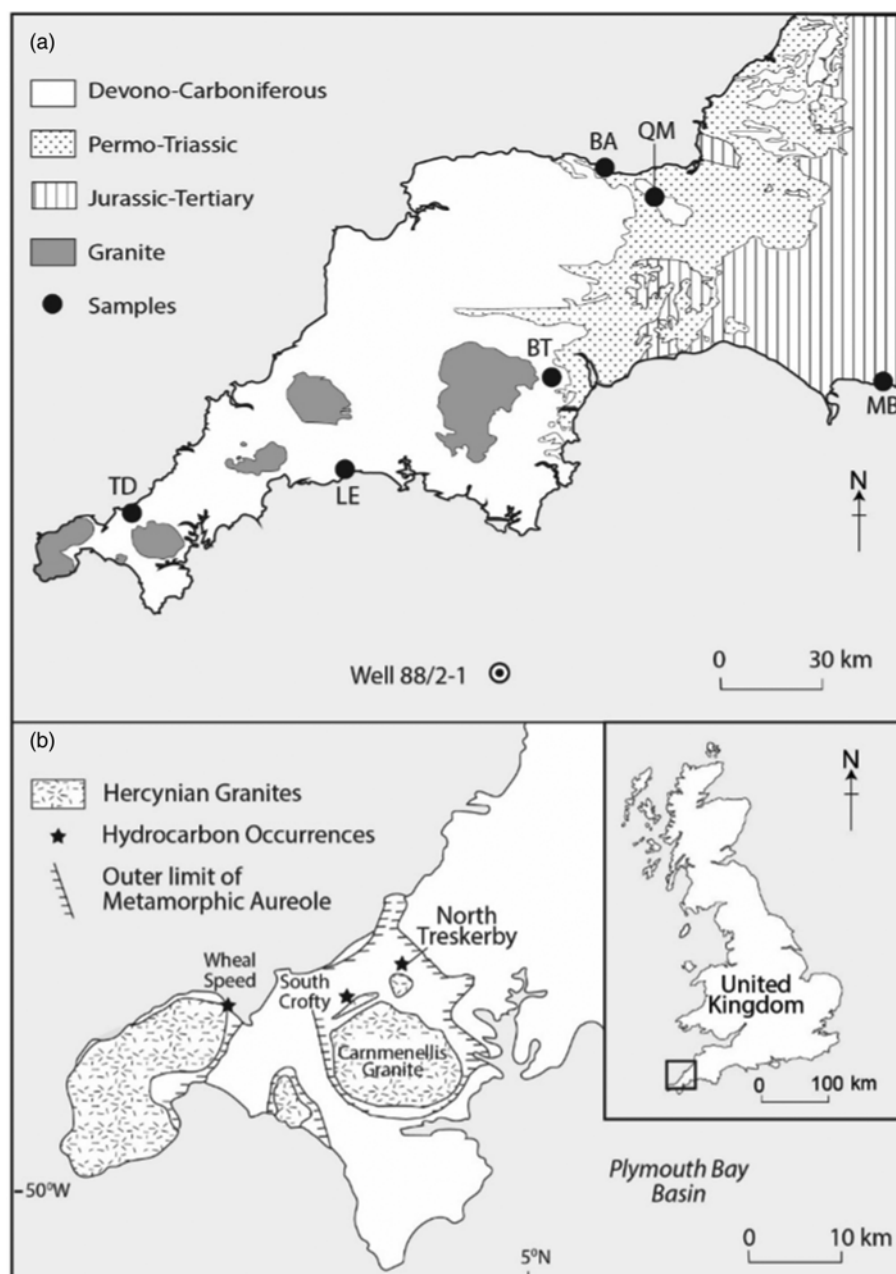 (a)
Devono-Carboniferous
Permo-Triassic
Jurassic-Tertiary
Granite
Samples
BA
QM
BT
MB
TD
LE
N
0 30 km
Well 88/2-1
(b)
Hercynian Granites
Hydrocarbon Occurrences
Outer limit of
Metamorphic Aureole
North
Treskerby
Wheal
Speed
South
Crofty
Carnmenellis
Granite
N
United
Kingdom
0 100 km
50ºW
Plymouth Bay
Basin
5ºN
0 10 km